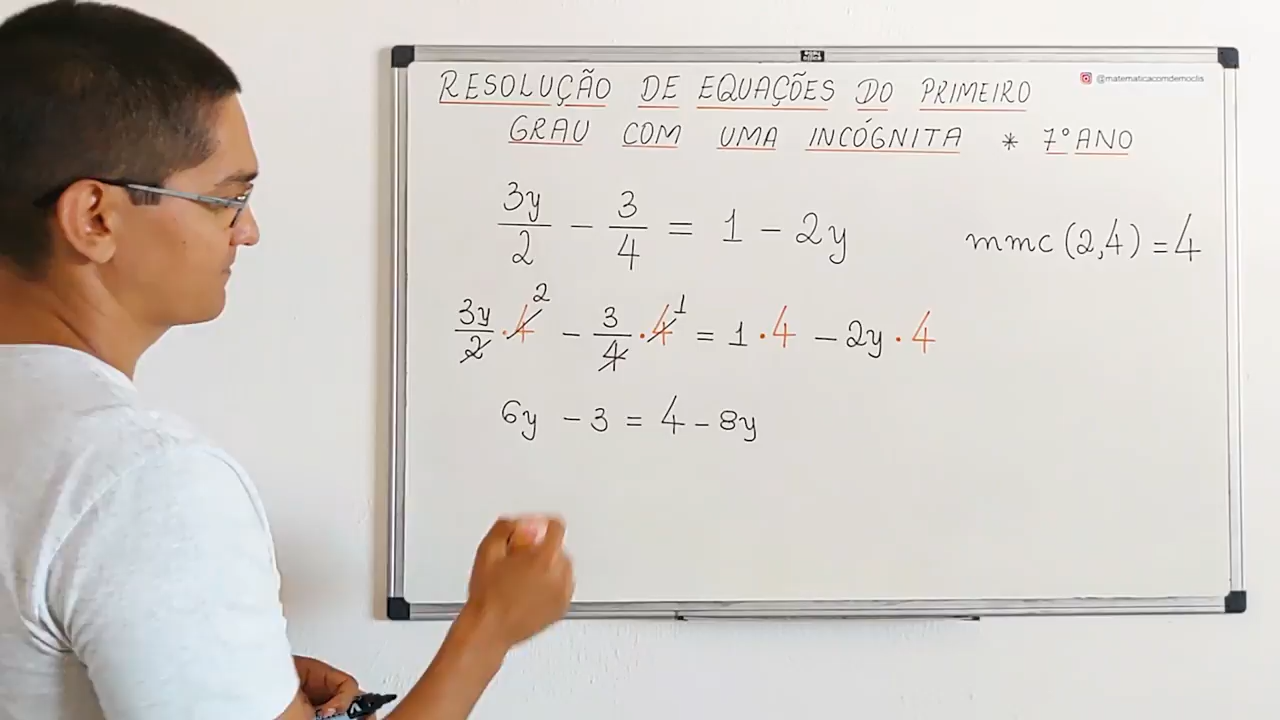 @matematicacomdemoclis
RESOLUÇÃO DE EQUAÇÕES DO PRIMEIRO
GRAU COM UMA INCÓGNITA * 7º ANO
3y/2 - 3/4 = 1 - 2y
mmc (2,4) = 4
3y/2 · 4 2 - 3/4 · 4 1 = 1 · 4 - 2y · 4
6y - 3 = 4 - 8y